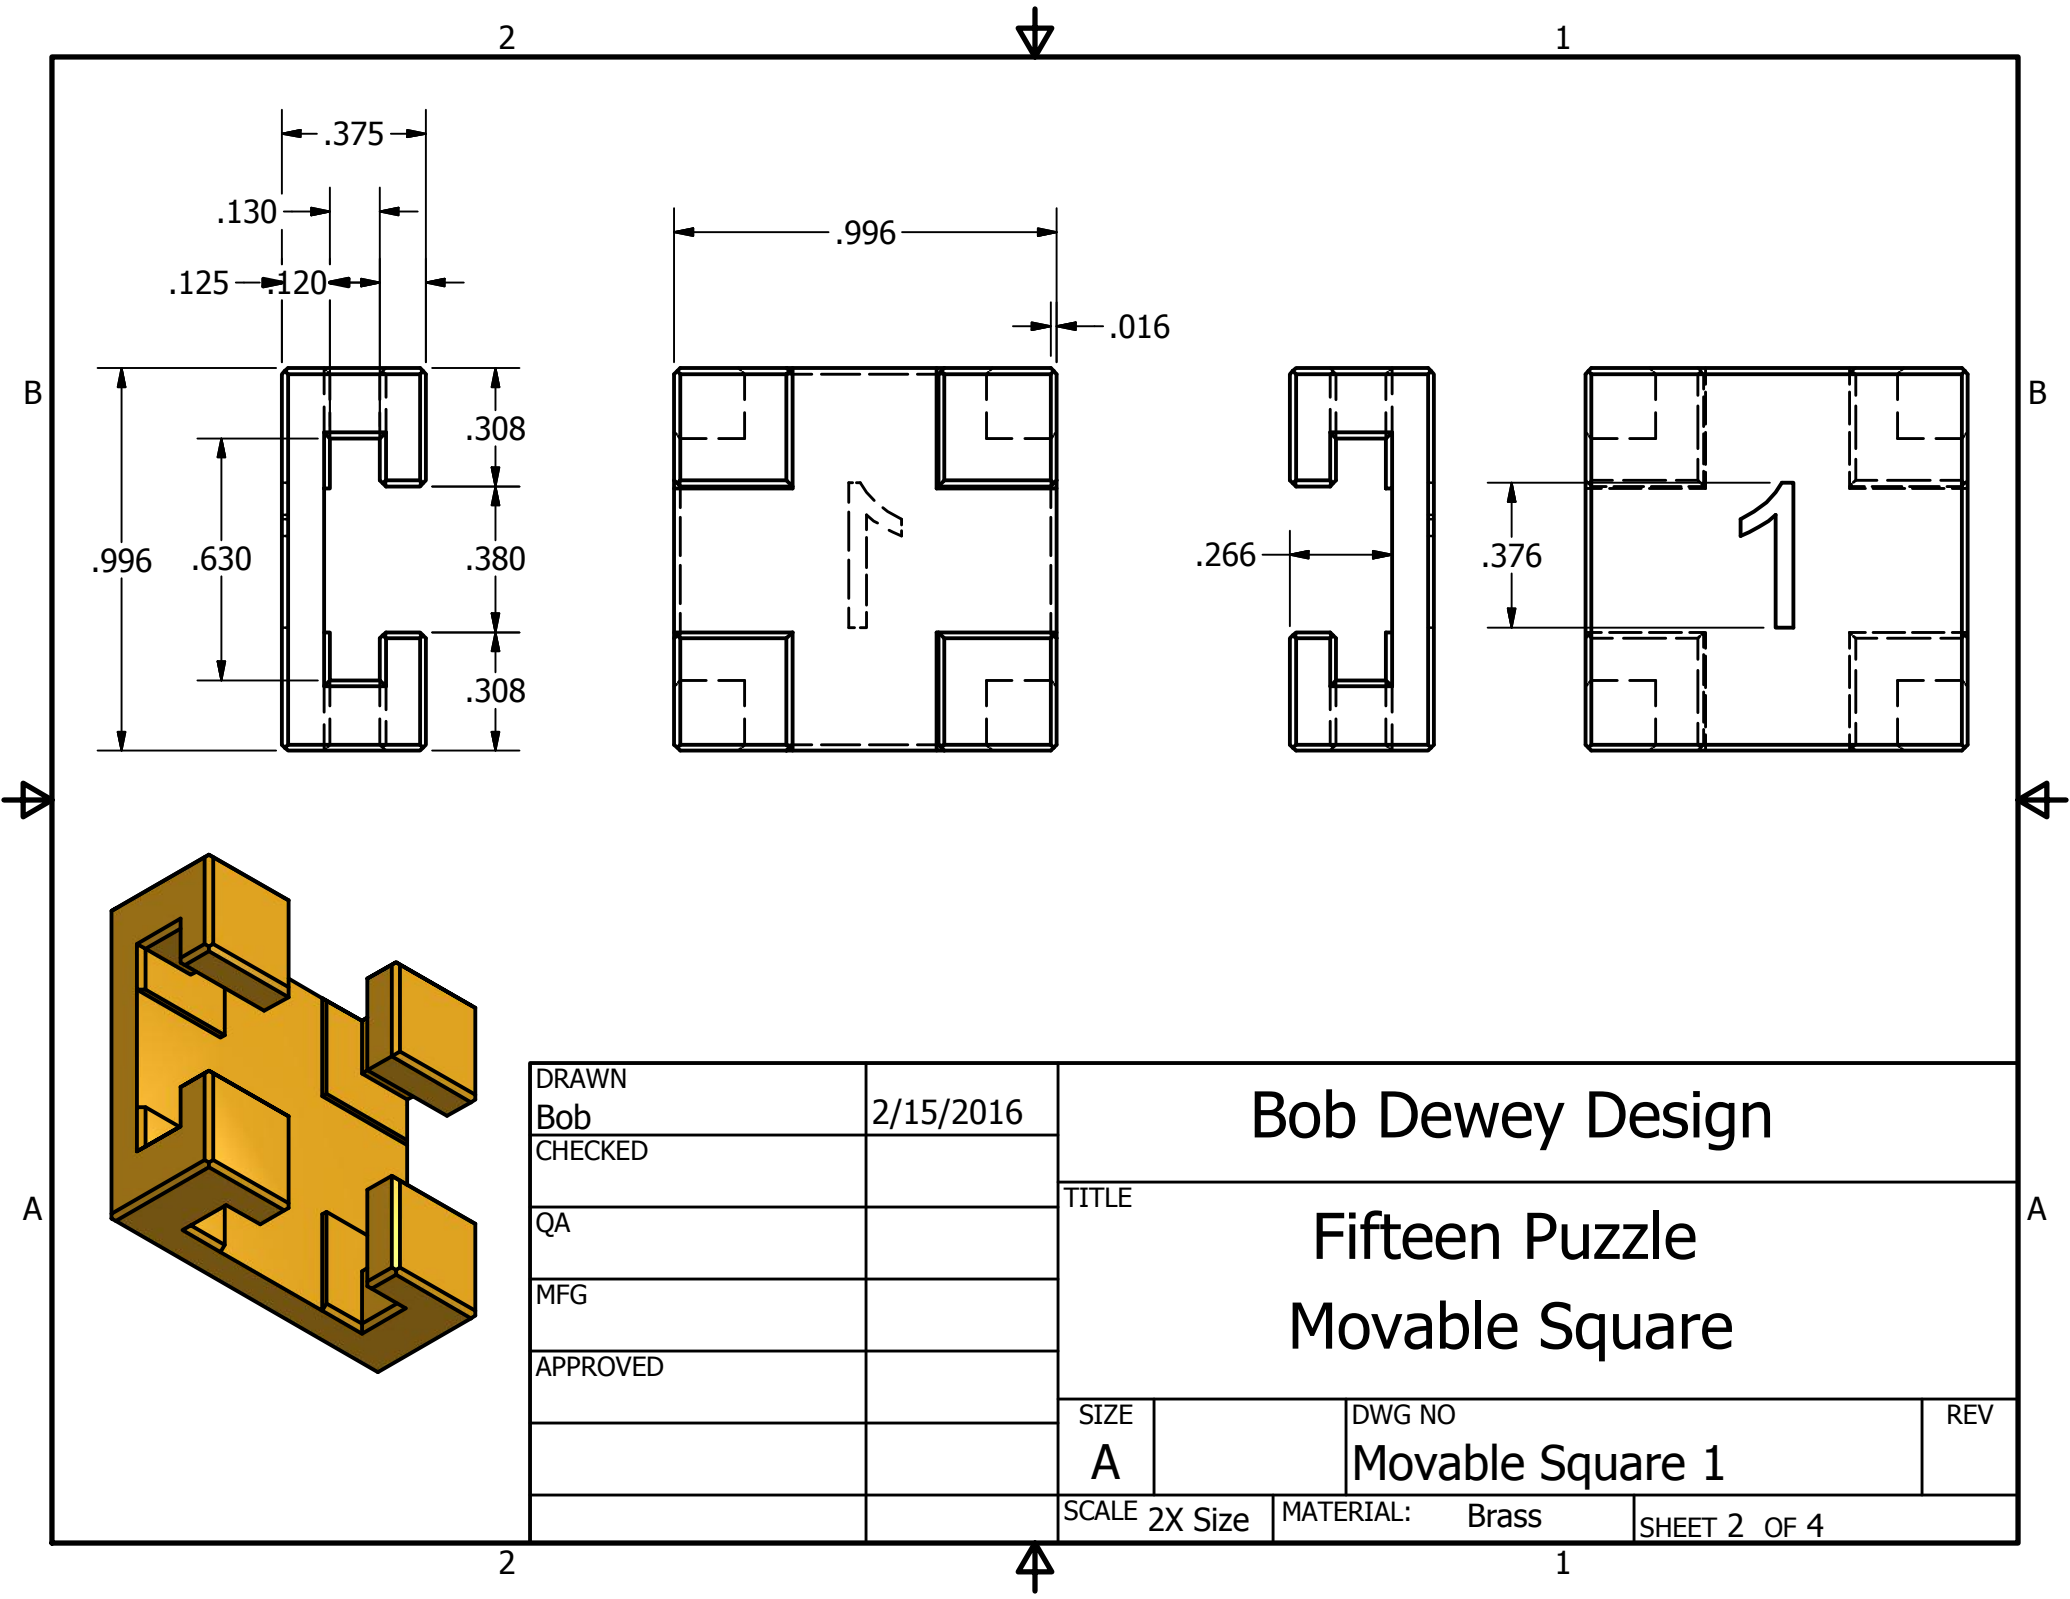 2 1
.375
.130
.996
.125 .120
.016
B B
.308
.996 .630 .380 .266 .376
1 1
.308
DRAWN
Bob 2/15/2016
Bob Dewey Design
CHECKED
TITLE
QA
Fifteen Puzzle
A A
MFG
Movable Square
APPROVED
SIZE DWG NO REV
A Movable Square 1
SCALE 2X Size MATERIAL: Brass SHEET 2 OF 4
2 1